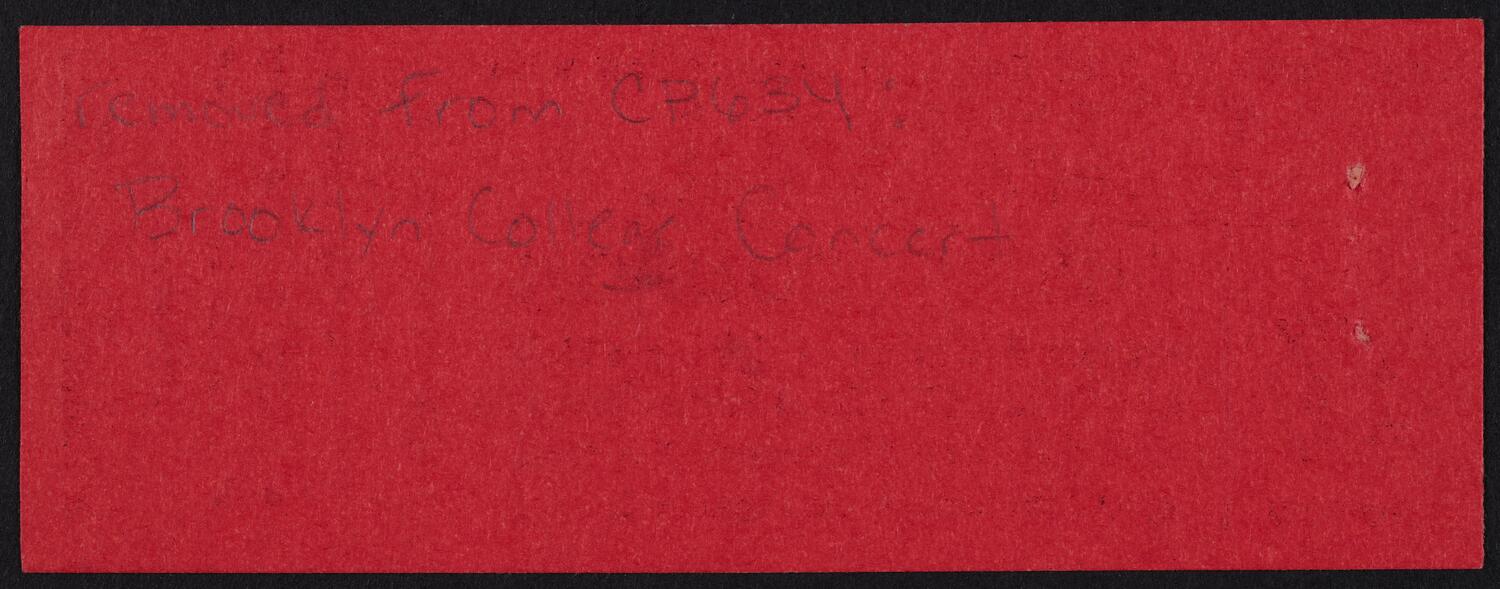 removed from CP634:
Brooklyn College Concert